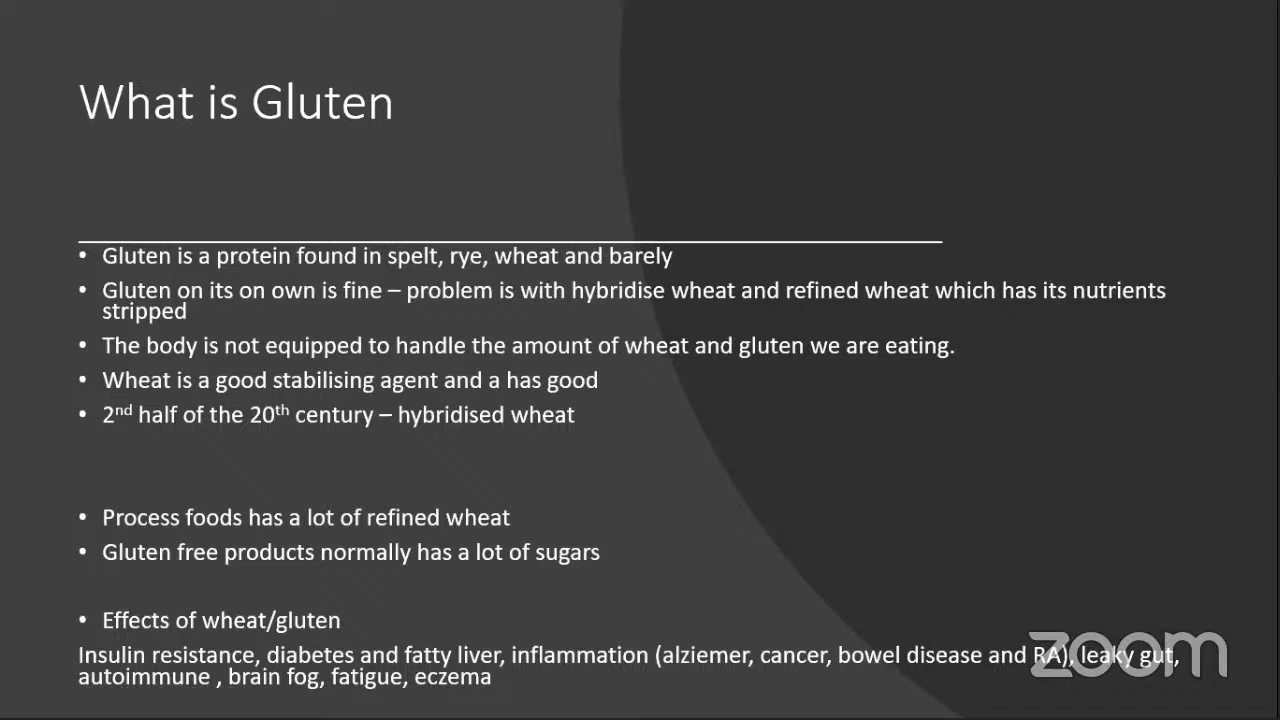 What is Gluten
• Gluten is a protein found in spelt, rye, wheat and barely
• Gluten on its on own is fine – problem is with hybridise wheat and refined wheat which has its nutrients
stripped
• The body is not equipped to handle the amount of wheat and gluten we are eating.
• Wheat is a good stabilising agent and a has good
• 2nd half of the 20th century – hybridised wheat
• Process foods has a lot of refined wheat
• Gluten free products normally has a lot of sugars
• Effects of wheat/gluten
Insulin resistance, diabetes and fatty liver, inflammation (alziemer, cancer, bowel disease and RA), leaky gut,
autoimmune , brain fog, fatigue, eczema
zoom